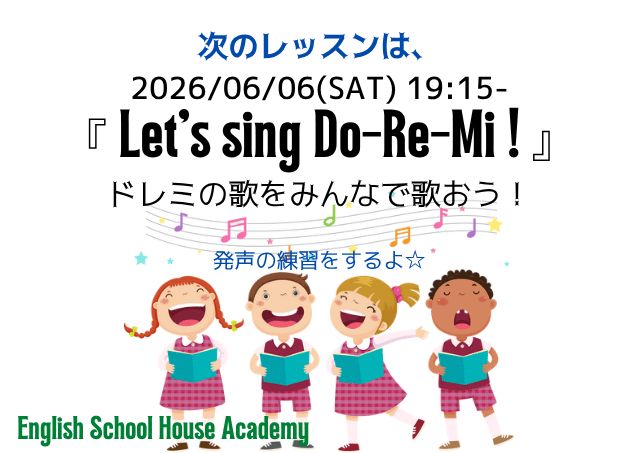 次のレッスンは、
2026/06/06(SAT) 19:15-
『 Let's sing Do-Re-Mi ! 』
ドレミの歌をみんなで歌おう！
発声の練習をするよ☆
English School House Academy